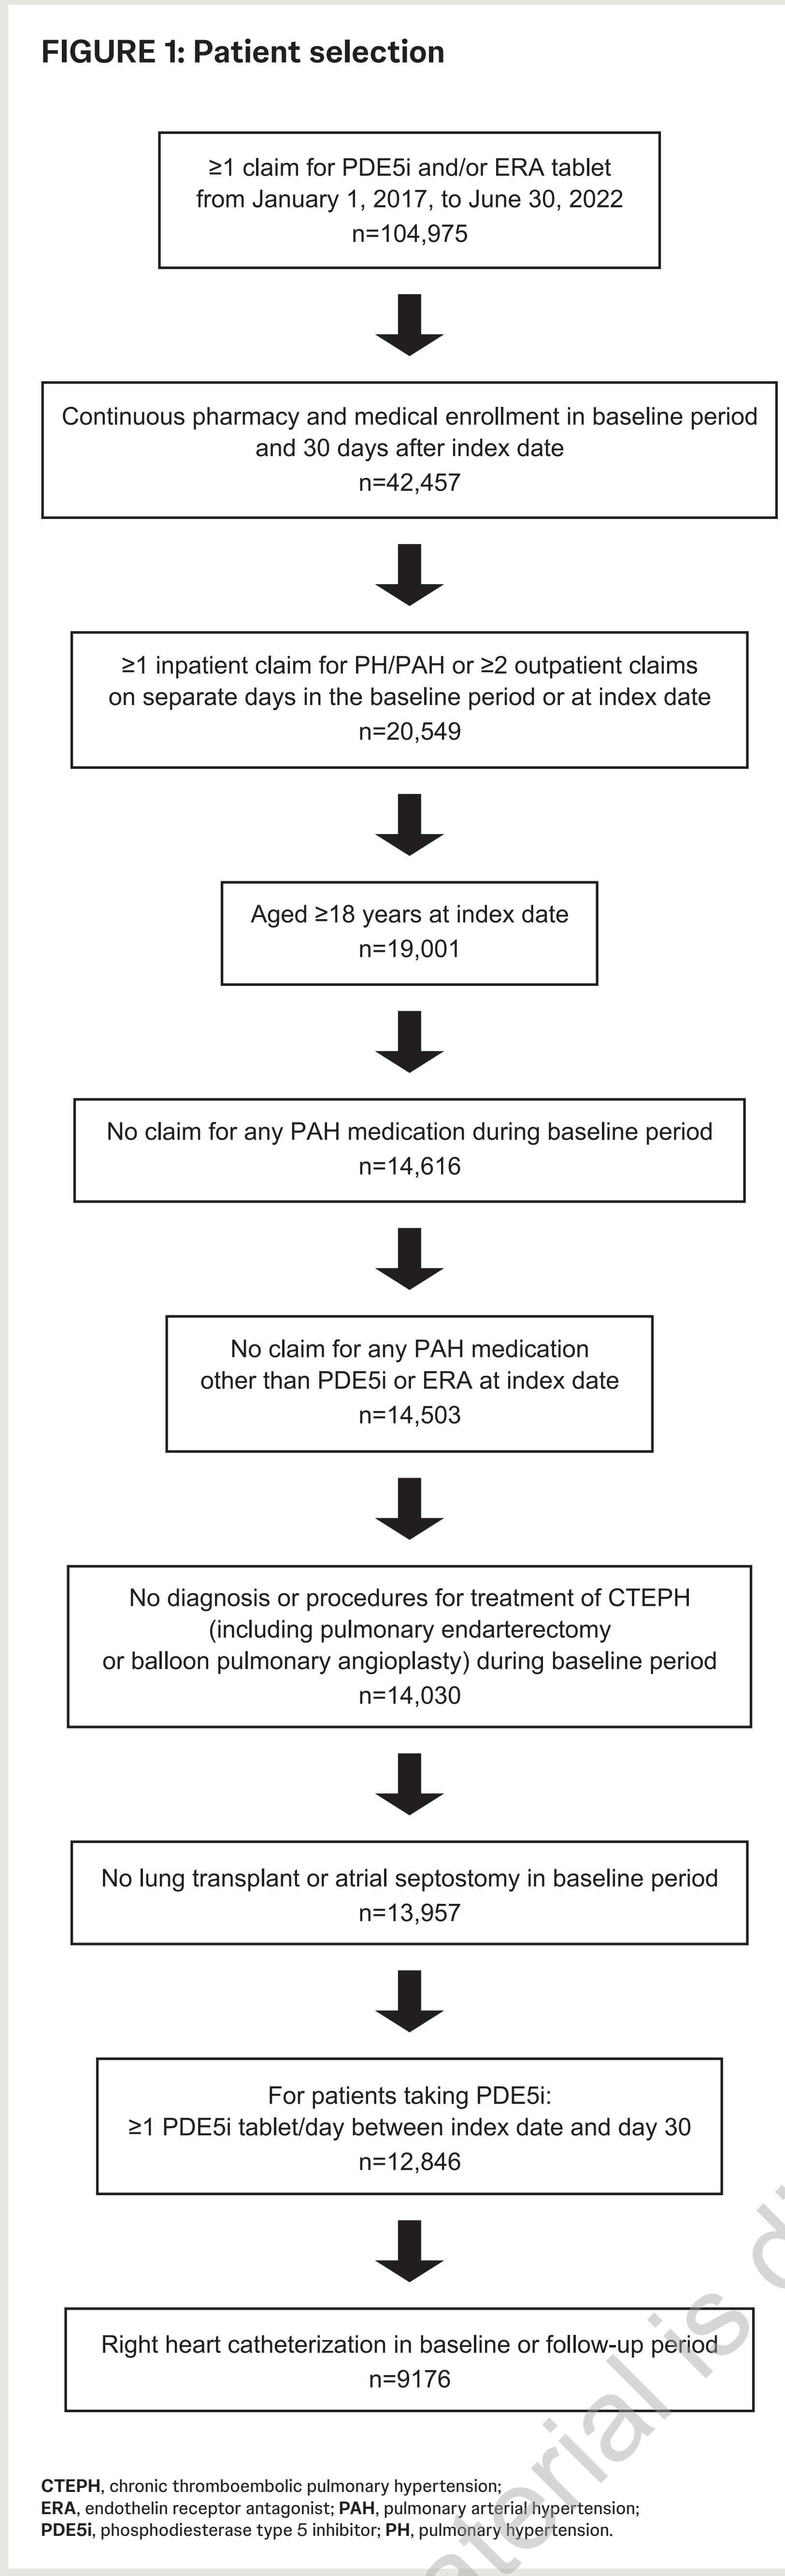 FIGURE 1: Patient selection
≥1 claim for PDE5i and/or ERA tablet
from January 1, 2017, to June 30, 2022
n=104,975
Continuous pharmacy and medical enrollment in baseline period
and 30 days after index date
n=42,457
≥1 inpatient claim for PH/PAH or ≥2 outpatient claims
on separate days in the baseline period or at index date
n=20,549
Aged ≥18 years at index date
n=19,001
No claim for any PAH medication during baseline period
n=14,616
No claim for any PAH medication
other than PDE5i or ERA at index date
n=14,503
No diagnosis or procedures for treatment of CTEPH
(including pulmonary endarterectomy
or balloon pulmonary angioplasty) during baseline period
n=14,030
No lung transplant or atrial septostomy in baseline period
n=13,957
For patients taking PDE5i:
≥1 PDE5i tablet/day between index date and day 30
n=12,846
Right heart catheterization in baseline or follow-up period
n=9176
CTEPH, chronic thromboembolic pulmonary hypertension;
ERA, endothelin receptor antagonist; PAH, pulmonary arterial hypertension;
PDE5i, phosphodiesterase type 5 inhibitor; PH, pulmonary hypertension.
is